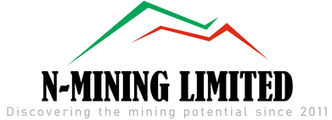 N-MINING LIMITED
Discovering the mining potential since 2011